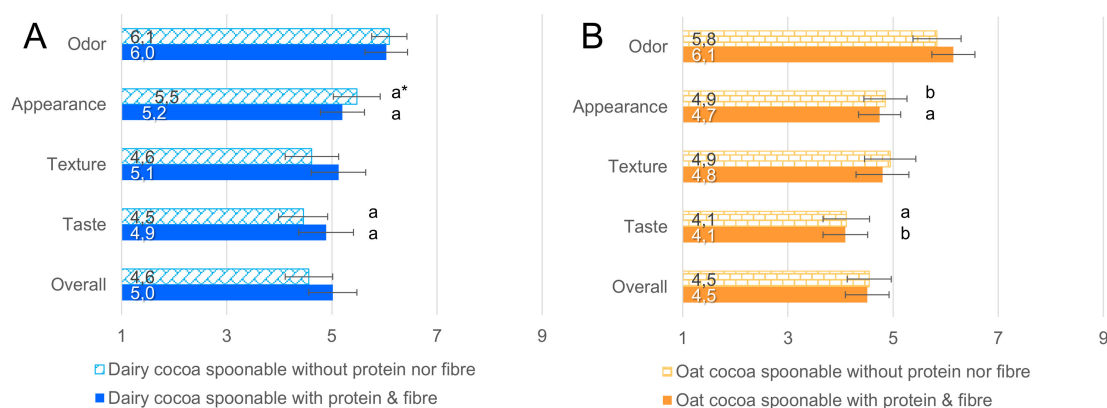 A
Odor
6,1
6,0
Appearance
5,5
a*
5,2
a
Texture
4,6
5,1
Taste
4,5
a
4,9
a
Overall
4,6
5,0
1 3 5 7 9
Dairy cocoa spoonable without protein nor fibre
Dairy cocoa spoonable with protein & fibre
B
Odor
5,8
6,1
Appearance
4,9
b
4,7
a
Texture
4,9
4,8
Taste
4,1
a
4,1
b
Overall
4,5
4,5
1 3 5 7 9
Oat cocoa spoonable without protein nor fibre
Oat cocoa spoonable with protein & fibre